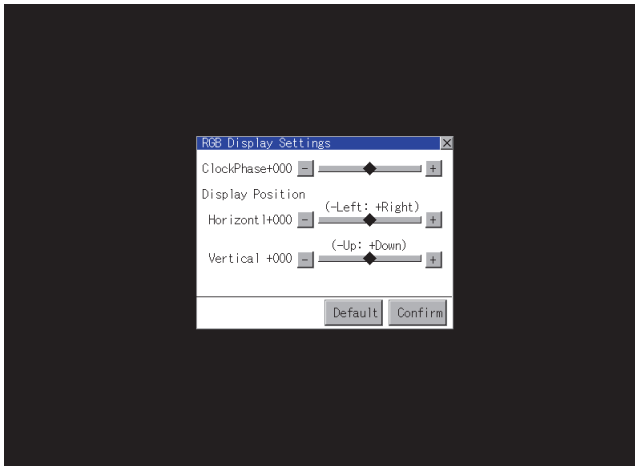 RGB Display Settings
ClockPhase+000 - +
Display Position
(-Left: +Right)
Horizontl+000 - +
(-Up: +Down)
Vertical +000 - +
Default Confirm